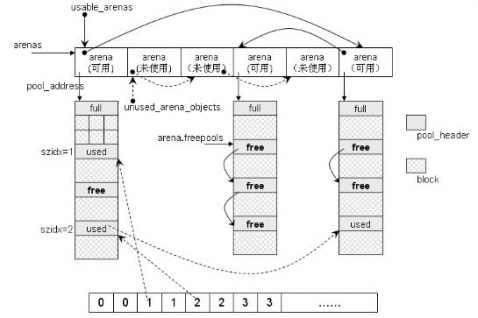 usable_arenas
arenas
arena arena arena arena arena arena
(可用) (未使用) (未使用) (可用) (未使用) (可用)
pool_address
unused_arena_objects
full full full
pool_header
arena.freepools
szidx=1 used free free
block
free free
szidx=2 used free used
0 0 1 1 2 2 3 3 ......